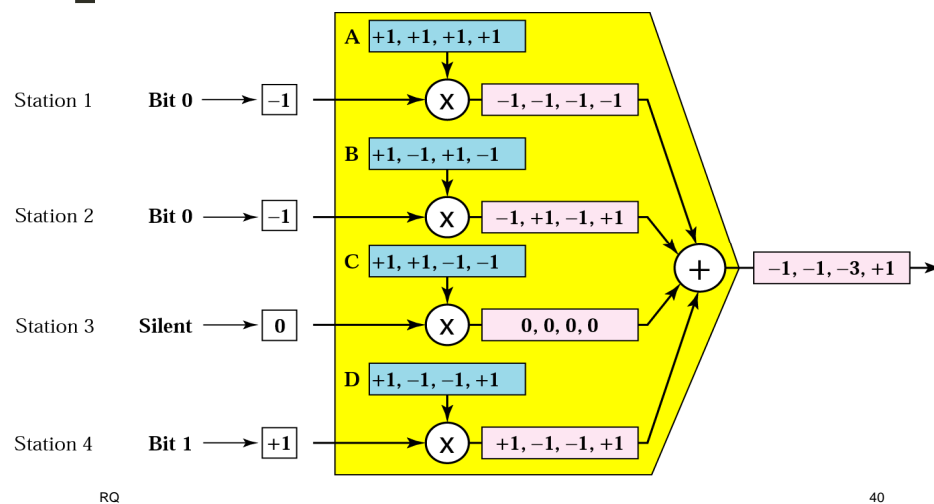 A +1, +1, +1, +1
Station 1 Bit 0 −1 X −1, −1, −1, −1
B +1, −1, +1, −1
Station 2 Bit 0 −1 X −1, +1, −1, +1
C +1, +1, −1, −1
+ −1, −1, −3, +1
Station 3 Silent 0 X 0, 0, 0, 0
D +1, −1, −1, +1
Station 4 Bit 1 +1 X +1, −1, −1, +1
RQ 40